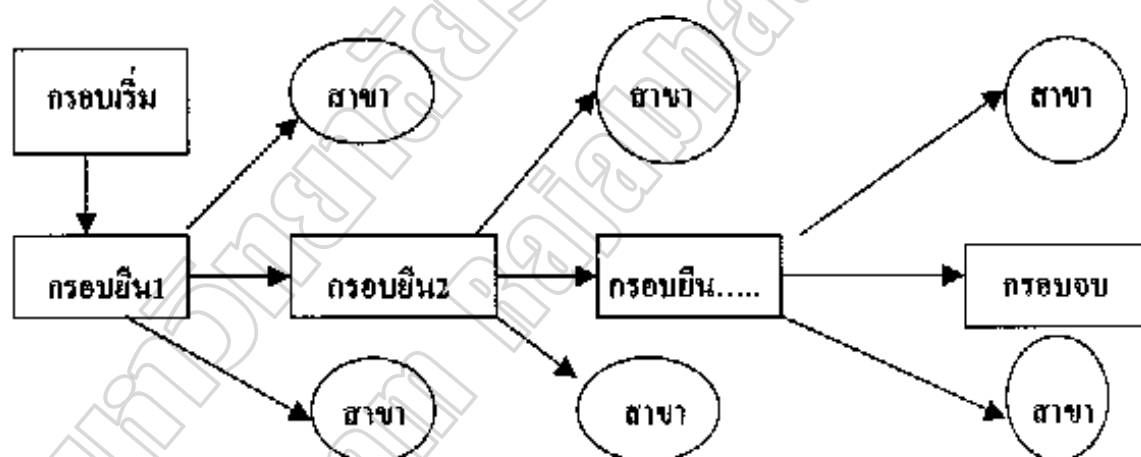 กรอบเริ่ม
สาขา
สาขา
สาขา
กรอบยืน1
กรอบยืน2
กรอบยืน.....
กรอบจบ
สาขา
สาขา
สาขา